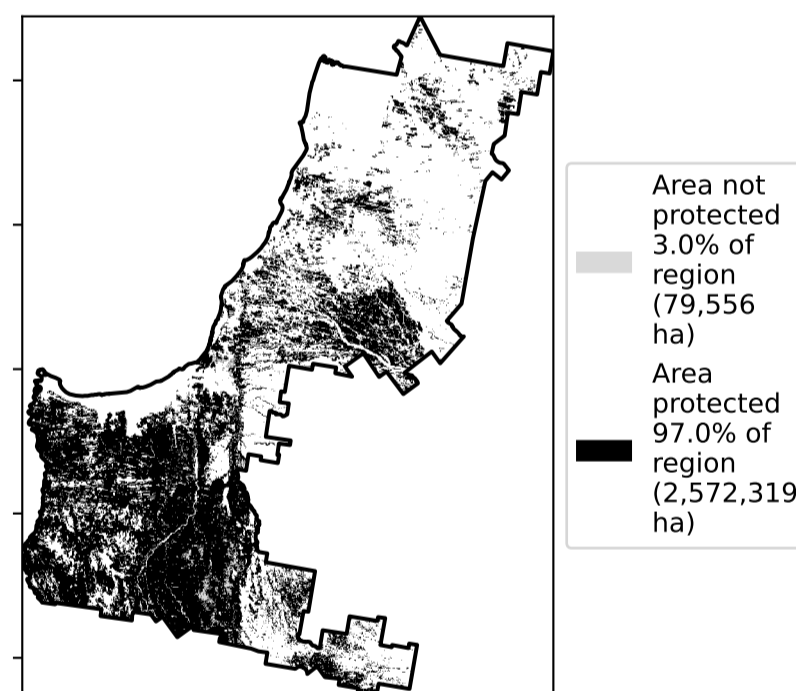 Area not
protected
3.0% of
region
(79,556
ha)
Area
protected
97.0% of
region
(2,572,319
ha)